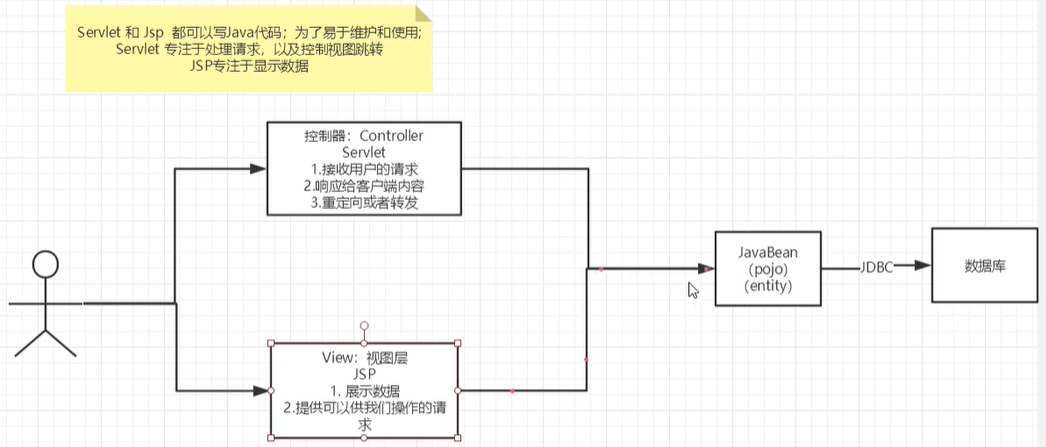 Servlet 和 Jsp 都可以写Java代码；为了易于维护和使用;
Servlet 专注于处理请求，以及控制视图跳转
JSP专注于显示数据
控制器：Controller
Servlet
1.接收用户的请求
2.响应给客户端内容
3.重定向或者转发
View：视图层
JSP
1. 展示数据
2.提供可以供我们操作的请
求
JavaBean
（pojo）
（entity）
JDBC
数据库